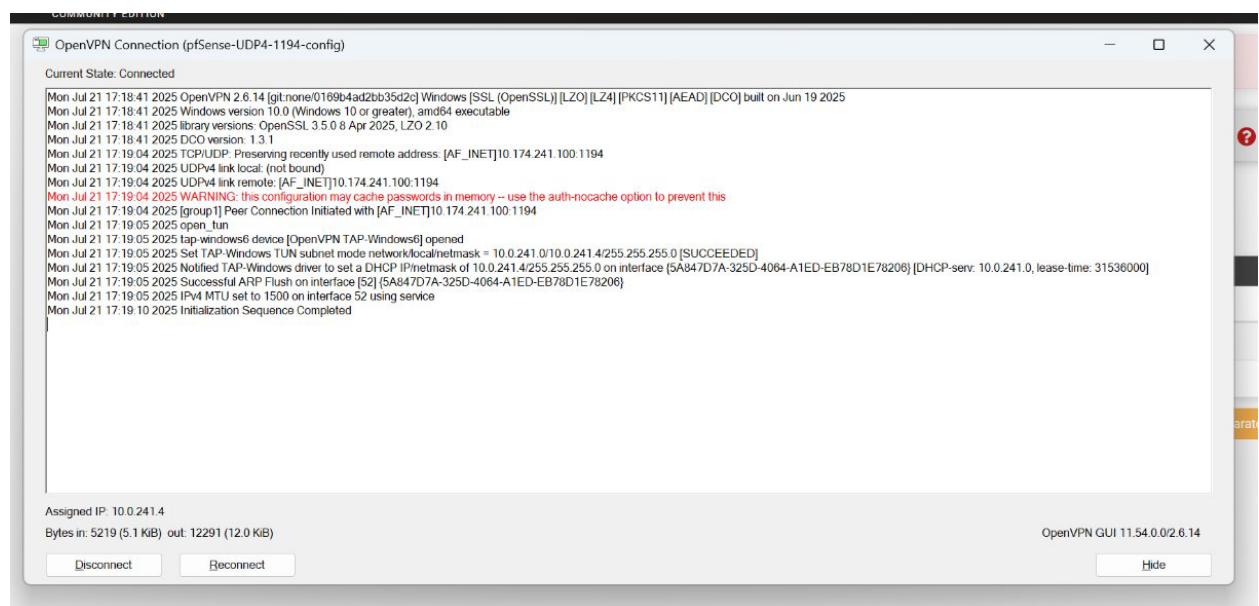 COMMUNITY EDITION
OpenVPN Connection (pfSense-UDP4-1194-config)
Current State: Connected
Mon Jul 21 17:18:41 2025 OpenVPN 2.6.14 [git:none/0169b4ad2bb35d2c] Windows [SSL (OpenSSL)] [LZO] [LZ4] [PKCS11] [AEAD] [DCO] built on Jun 19 2025
Mon Jul 21 17:18:41 2025 Windows version 10.0 (Windows 10 or greater), amd64 executable
Mon Jul 21 17:18:41 2025 library versions: OpenSSL 3.5.0 8 Apr 2025, LZO 2.10
Mon Jul 21 17:18:41 2025 DCO version: 1.3.1
Mon Jul 21 17:19:04 2025 TCP/UDP: Preserving recently used remote address: [AF_INET]10.174.241.100:1194
Mon Jul 21 17:19:04 2025 UDPv4 link local: (not bound)
Mon Jul 21 17:19:04 2025 UDPv4 link remote: [AF_INET]10.174.241.100:1194
Mon Jul 21 17:19:04 2025 WARNING: this configuration may cache passwords in memory -- use the auth-nocache option to prevent this
Mon Jul 21 17:19:04 2025 [group1] Peer Connection Initiated with [AF_INET]10.174.241.100:1194
Mon Jul 21 17:19:05 2025 open_tun
Mon Jul 21 17:19:05 2025 tap-windows6 device [OpenVPN TAP-Windows6] opened
Mon Jul 21 17:19:05 2025 Set TAP-Windows TUN subnet mode network/local/netmask = 10.0.241.0/10.0.241.4/255.255.255.0 [SUCCEEDED]
Mon Jul 21 17:19:05 2025 Notified TAP-Windows driver to set a DHCP IP/netmask of 10.0.241.4/255.255.255.0 on interface {5A847D7A-325D-4064-A1ED-EB78D1E78206} [DHCP-serv: 10.0.241.0, lease-time: 31536000]
Mon Jul 21 17:19:05 2025 Successful ARP Flush on interface [52] {5A847D7A-325D-4064-A1ED-EB78D1E78206}
Mon Jul 21 17:19:05 2025 IPv4 MTU set to 1500 on interface 52 using service
Mon Jul 21 17:19:10 2025 Initialization Sequence Completed
Assigned IP: 10.0.241.4
Bytes in: 5219 (5.1 KiB) out: 12291 (12.0 KiB)
OpenVPN GUI 11.54.0.0/2.6.14
Disconnect
Reconnect
Hide